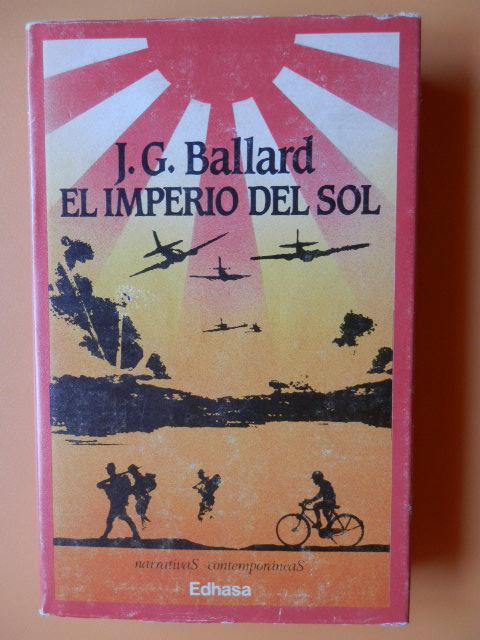 J. G. Ballard
EL IMPERIO DEL SOL
narrativaS contemporáneaS
Edhasa